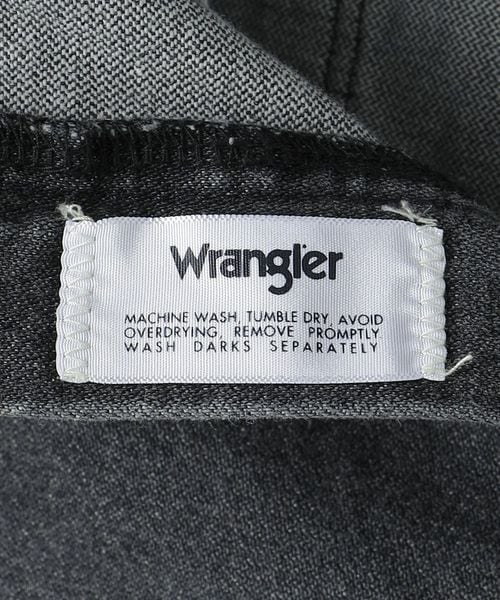 Wrangler
MACHINE WASH, TUMBLE DRY, AVOID
OVERDRYING, REMOVE PROMPTLY
WASH DARKS SEPARATELY